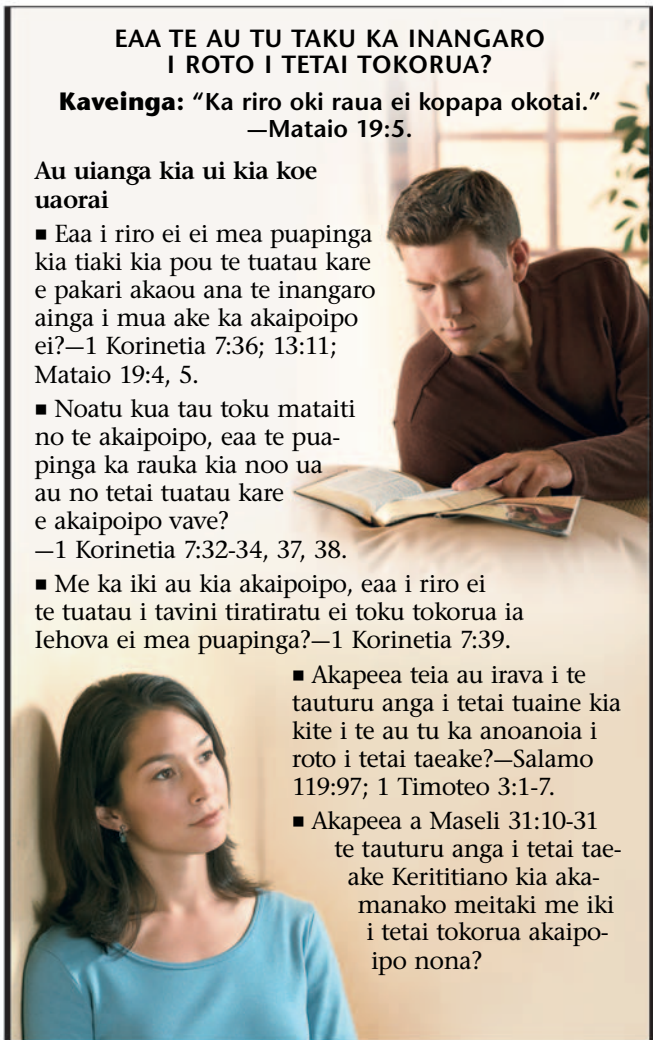 EAA TE AU TU TAKU KA INANGARO
I ROTO I TETAI TOKORUA?
Kaveinga: “Ka riro oki raua ei kopapa okotai.”
—Mataio 19:5.
Au uianga kia ui kia koe
uaorai
■ Eaa i riro ei ei mea puapinga
kia tiaki kia pou te tuatau kare
e pakari akaou ana te inangaro
ainga i mua ake ka akaipoipo
ei?—1 Korinetia 7:36; 13:11;
Mataio 19:4, 5.
■ Noatu kua tau toku mataiti
no te akaipoipo, eaa te pua-
pinga ka rauka kia noo ua
au no tetai tuatau kare
e akaipoipo vave?
—1 Korinetia 7:32-34, 37, 38.
■ Me ka iki au kia akaipoipo, eaa i riro ei
te tuatau i tavini tiratiratu ei toku tokorua ia
Iehova ei mea puapinga?—1 Korinetia 7:39.
■ Akapeea teia au irava i te
tauturu anga i tetai tuaine kia
kite i te au tu ka anoanoia i
roto i tetai taeake?—Salamo
119:97; 1 Timoteo 3:1-7.
■ Akapeea a Maseli 31:10-31
te tauturu anga i tetai tae-
ake Kerititiano kia aka-
manako meitaki me iki
i tetai tokorua akaipo-
ipo nona?